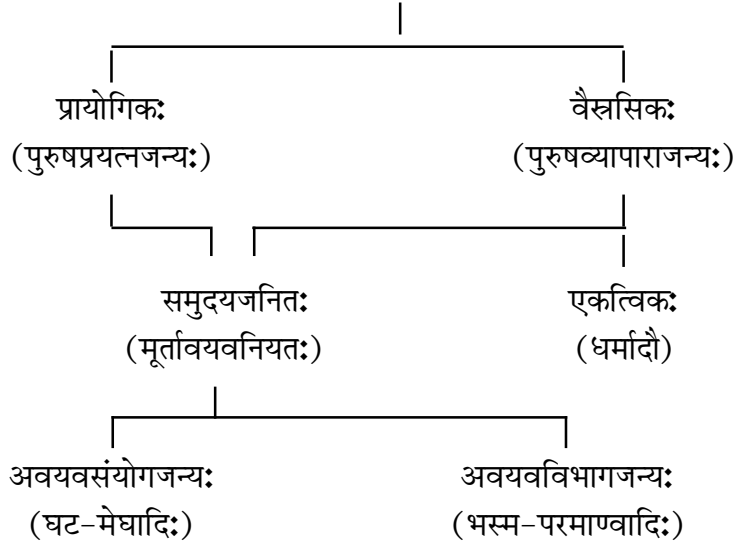 प्रायोगिकः वैस्रसिकः
(पुरुषप्रयत्नजन्यः) (पुरुषव्यापाराजन्यः)
समुदयजनितः एकत्विकः
(मूर्तावयवनियतः) (धर्मादौ)
अवयवसंयोगजन्यः अवयवविभागजन्यः
(घट-मेघादिः) (भस्म-परमाण्वादिः)